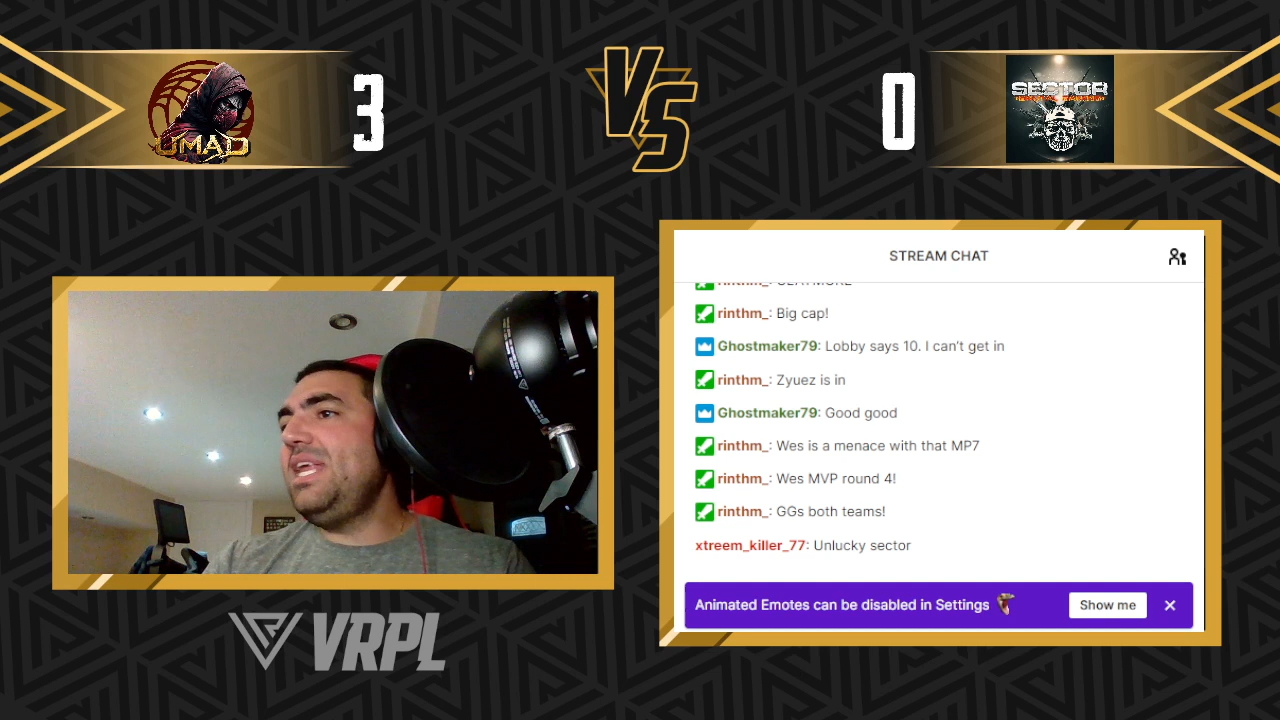 UMAD
3
VS
0
SECTOR
STREAM CHAT
rinthm_: Big cap!
Ghostmaker79: Lobby says 10. I can't get in
rinthm_: Zyuez is in
Ghostmaker79: Good good
rinthm_: Wes is a menace with that MP7
rinthm_: Wes MVP round 4!
rinthm_: GGs both teams!
xtreem_killer_77: Unlucky sector
Animated Emotes can be disabled in Settings
Show me
VRPL